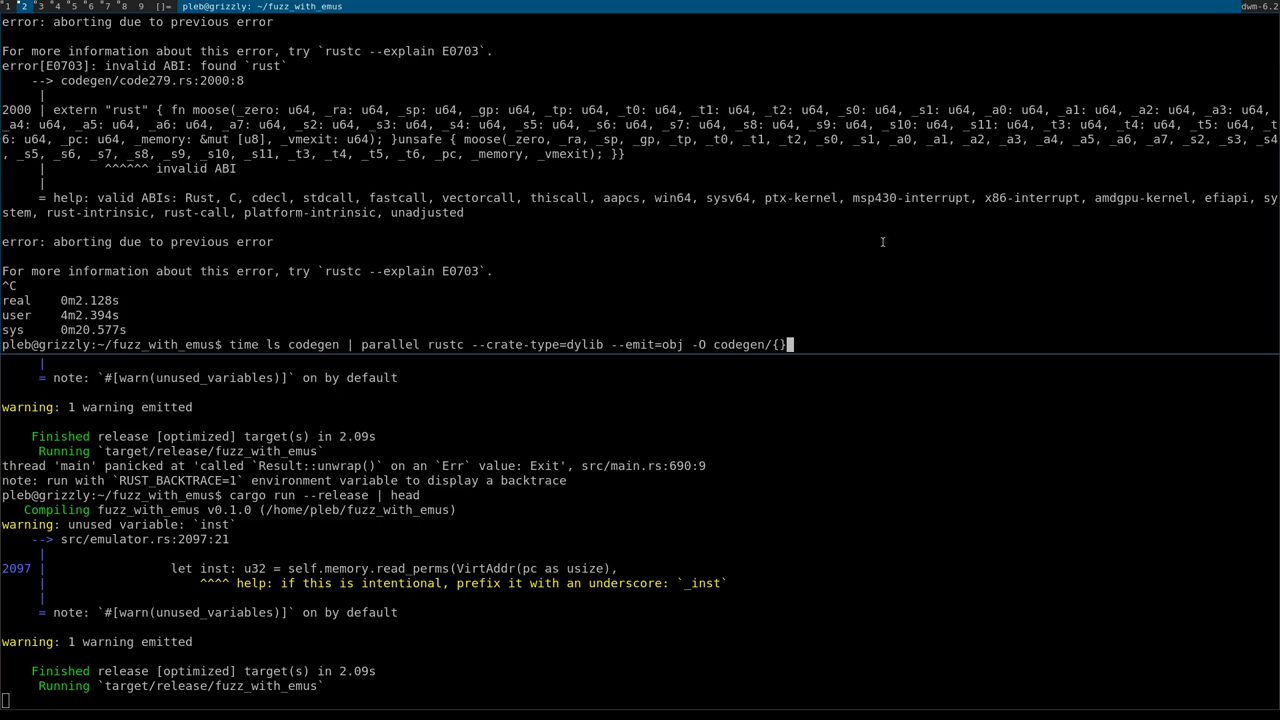 1 2 3 4 5 6 7 8 9 []= pleb@grizzly: ~/fuzz_with_emus dwm-6.2
error: aborting due to previous error
For more information about this error, try `rustc --explain E0703`.
error[E0703]: invalid ABI: found `rust`
--> codegen/code279.rs:2000:8
|
2000 | extern "rust" { fn moose(_zero: u64, _ra: u64, _sp: u64, _gp: u64, _tp: u64, _t0: u64, _t1: u64, _t2: u64, _s0: u64, _s1: u64, _a0: u64, _a1: u64, _a2: u64, _a3: u64,
_a4: u64, _a5: u64, _a6: u64, _a7: u64, _s2: u64, _s3: u64, _s4: u64, _s5: u64, _s6: u64, _s7: u64, _s8: u64, _s9: u64, _s10: u64, _s11: u64, _t3: u64, _t4: u64, _t5: u64, _t
6: u64, _pc: u64, _memory: &mut [u8], _vmexit: u64); }unsafe { moose(_zero, _ra, _sp, _gp, _tp, _t0, _t1, _t2, _s0, _s1, _a0, _a1, _a2, _a3, _a4, _a5, _a6, _a7, _s2, _s3, _s4
, _s5, _s6, _s7, _s8, _s9, _s10, _s11, _t3, _t4, _t5, _t6, _pc, _memory, _vmexit); }}
| ^^^^^^ invalid ABI
|
= help: valid ABIs: Rust, C, cdecl, stdcall, fastcall, vectorcall, thiscall, aapcs, win64, sysv64, ptx-kernel, msp430-interrupt, x86-interrupt, amdgpu-kernel, efiapi, sy
stem, rust-intrinsic, rust-call, platform-intrinsic, unadjusted
error: aborting due to previous error
For more information about this error, try `rustc --explain E0703`.
^C
real 0m2.128s
user 4m2.394s
sys 0m20.577s
pleb@grizzly:~/fuzz_with_emus$ time ls codegen | parallel rustc --crate-type=dylib --emit=obj -O codegen/{}
|
= note: `#[warn(unused_variables)]` on by default
warning: 1 warning emitted
Finished release [optimized] target(s) in 2.09s
Running `target/release/fuzz_with_emus`
thread 'main' panicked at 'called `Result::unwrap()` on an `Err` value: Exit', src/main.rs:690:9
note: run with `RUST_BACKTRACE=1` environment variable to display a backtrace
pleb@grizzly:~/fuzz_with_emus$ cargo run --release | head
Compiling fuzz_with_emus v0.1.0 (/home/pleb/fuzz_with_emus)
warning: unused variable: `inst`
--> src/emulator.rs:2097:21
|
2097 | let inst: u32 = self.memory.read_perms(VirtAddr(pc as usize),
| ^^^^ help: if this is intentional, prefix it with an underscore: `_inst`
|
= note: `#[warn(unused_variables)]` on by default
warning: 1 warning emitted
Finished release [optimized] target(s) in 2.09s
Running `target/release/fuzz_with_emus`